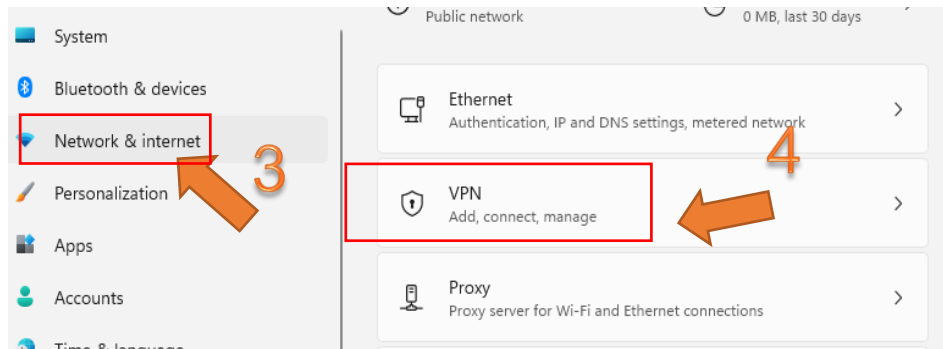 System
Bluetooth & devices
Network & internet
3
Personalization
Apps
Accounts
Time & language
Public network
0 MB, last 30 days
Ethernet
Authentication, IP and DNS settings, metered network
4
VPN
Add, connect, manage
Proxy
Proxy server for Wi-Fi and Ethernet connections